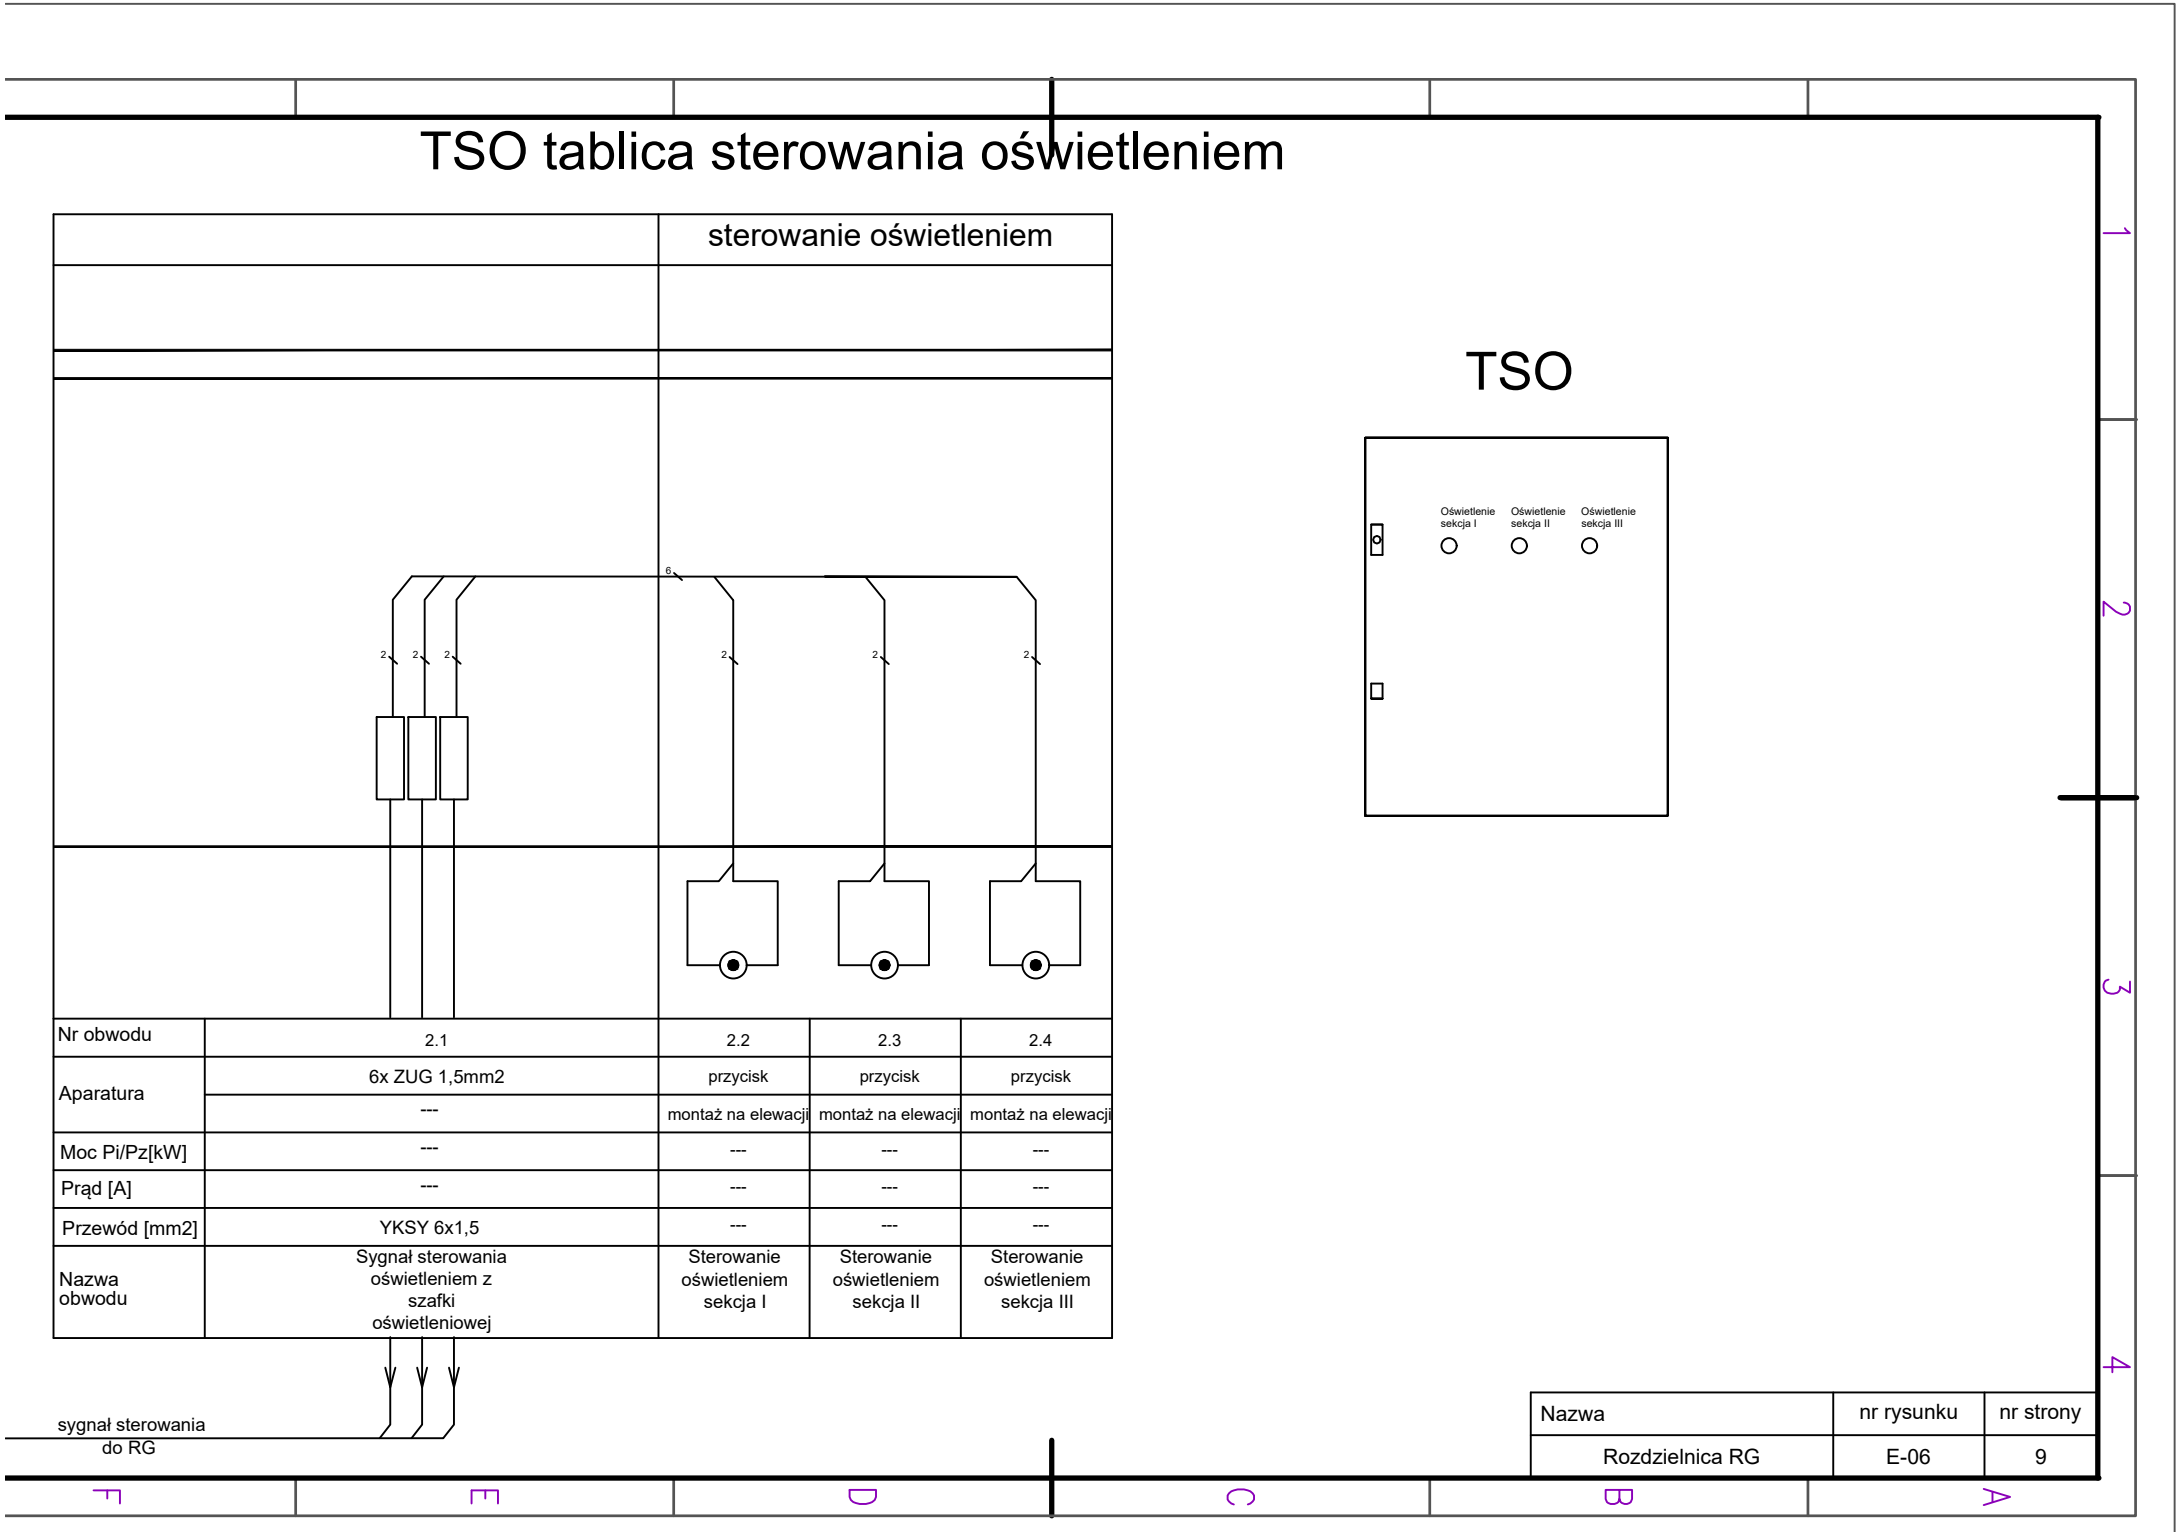 TSO tablica sterowania oświetleniem
sterowanie oświetleniem
TSO
Oświetlenie
sekcja I
Oświetlenie
sekcja II
Oświetlenie
sekcja III
6
2 2 2 2 2 2
Nr obwodu 2.1 2.2 2.3 2.4
Aparatura
6x ZUG 1,5mm2 przycisk przycisk przycisk
--- montaż na elewacji montaż na elewacji montaż na elewacji
Moc Pi/Pz[kW] --- --- --- ---
Prąd [A] --- --- --- ---
Przewód [mm2] YKSY 6x1,5 --- --- ---
Nazwa
obwodu
Sygnał sterowania
oświetleniem z
szafki
oświetleniowej
Sterowanie
oświetleniem
sekcja I
Sterowanie
oświetleniem
sekcja II
Sterowanie
oświetleniem
sekcja III
sygnał sterowania
do RG
Nazwa nr rysunku nr strony
Rozdzielnica RG E-06 9
1
2
3
4
F E D C B A